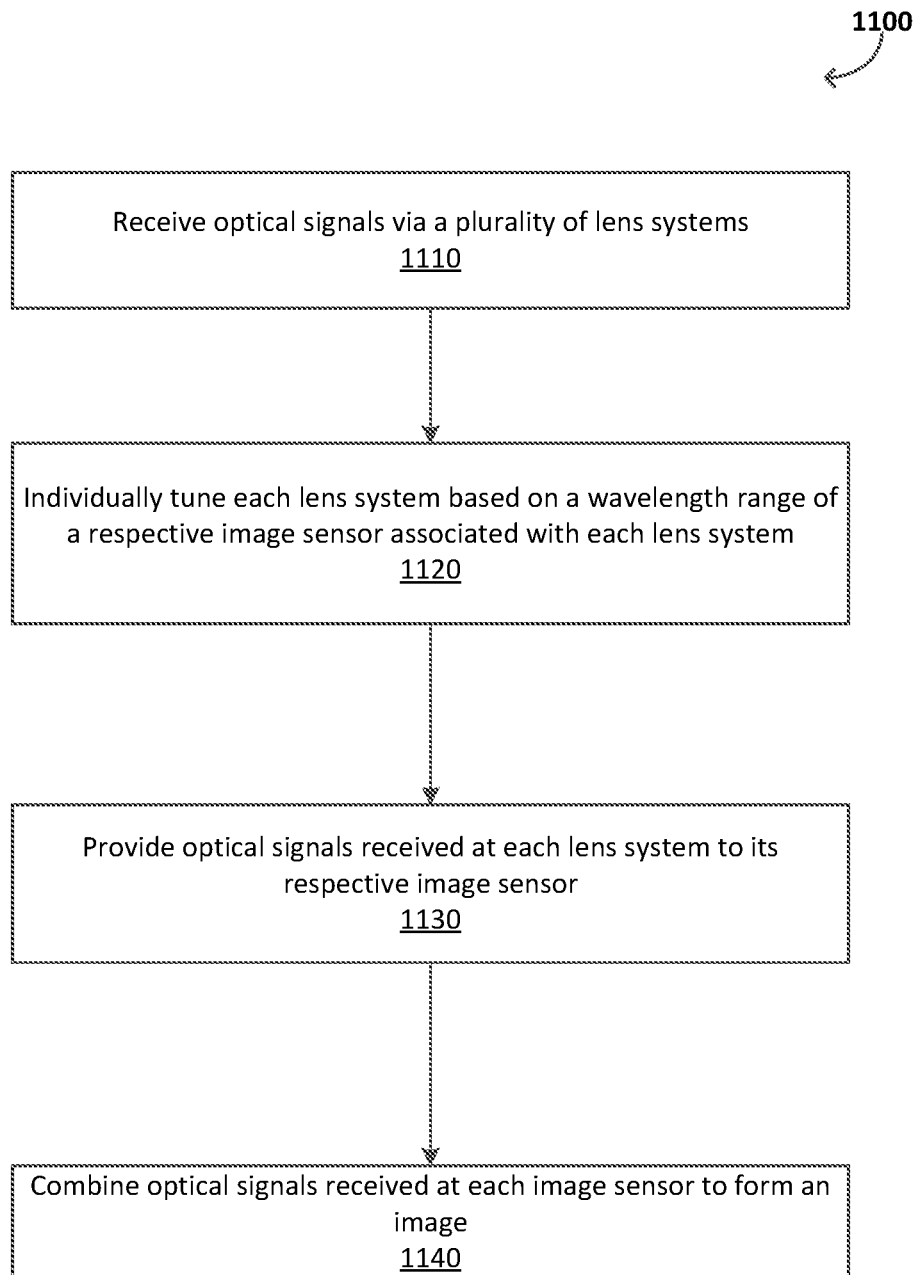 1100
Receive optical signals via a plurality of lens systems
1110
Individually tune each lens system based on a wavelength range of
a respective image sensor associated with each lens system
1120
Provide optical signals received at each lens system to its
respective image sensor
1130
Combine optical signals received at each image sensor to form an
image
1140